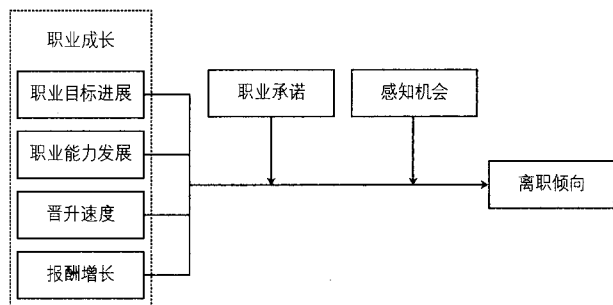 职业成长
职业目标进展
职业能力发展
晋升速度
报酬增长
职业承诺
感知机会
离职倾向